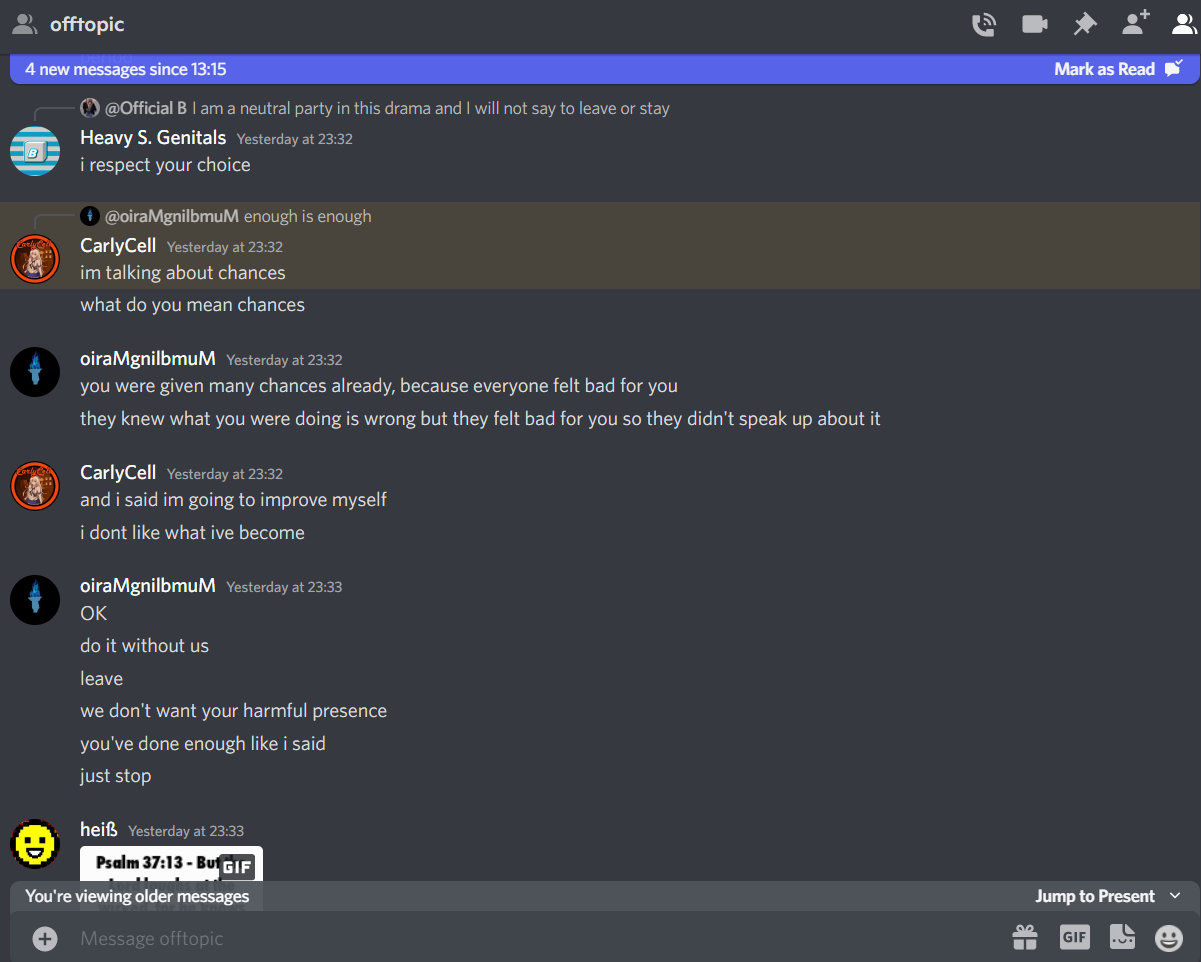 offtopic
4 new messages since 13:15
Mark as Read
@Official B I am a neutral party in this drama and I will not say to leave or stay
Heavy S. Genitals Yesterday at 23:32
i respect your choice
@oiraMgnilbmuM enough is enough
CarlyCell Yesterday at 23:32
im talking about chances
what do you mean chances
oiraMgnilbmuM Yesterday at 23:32
you were given many chances already, because everyone felt bad for you
they knew what you were doing is wrong but they felt bad for you so they didn't speak up about it
CarlyCell Yesterday at 23:32
and i said im going to improve myself
i dont like what ive become
oiraMgnilbmuM Yesterday at 23:33
OK
do it without us
leave
we don't want your harmful presence
you've done enough like i said
just stop
heiß Yesterday at 23:33
Psalm 37:13 - But
GIF
You're viewing older messages
Jump to Present
Message offtopic
GIF